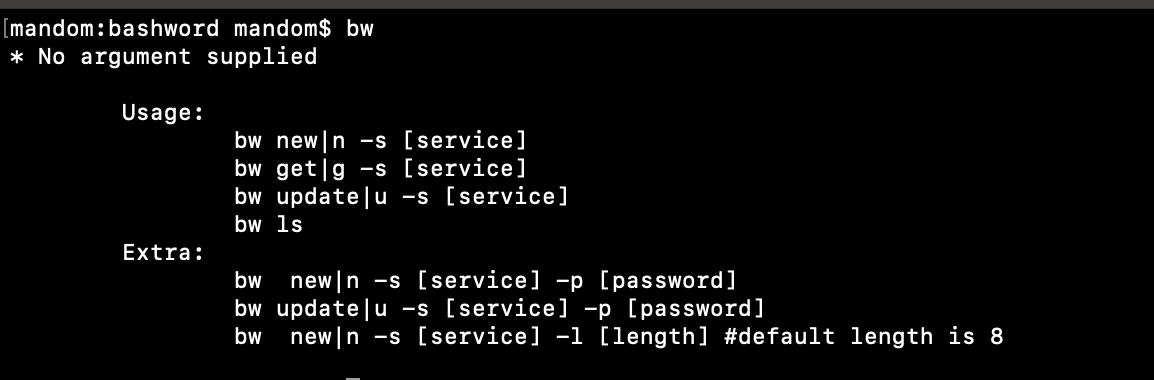 [mandom:bashword mandom$ bw
* No argument supplied
Usage:
bw new|n -s [service]
bw get|g -s [service]
bw update|u -s [service]
bw ls
Extra:
bw  new|n -s [service] -p [password]
bw update|u -s [service] -p [password]
bw  new|n -s [service] -l [length] #default length is 8